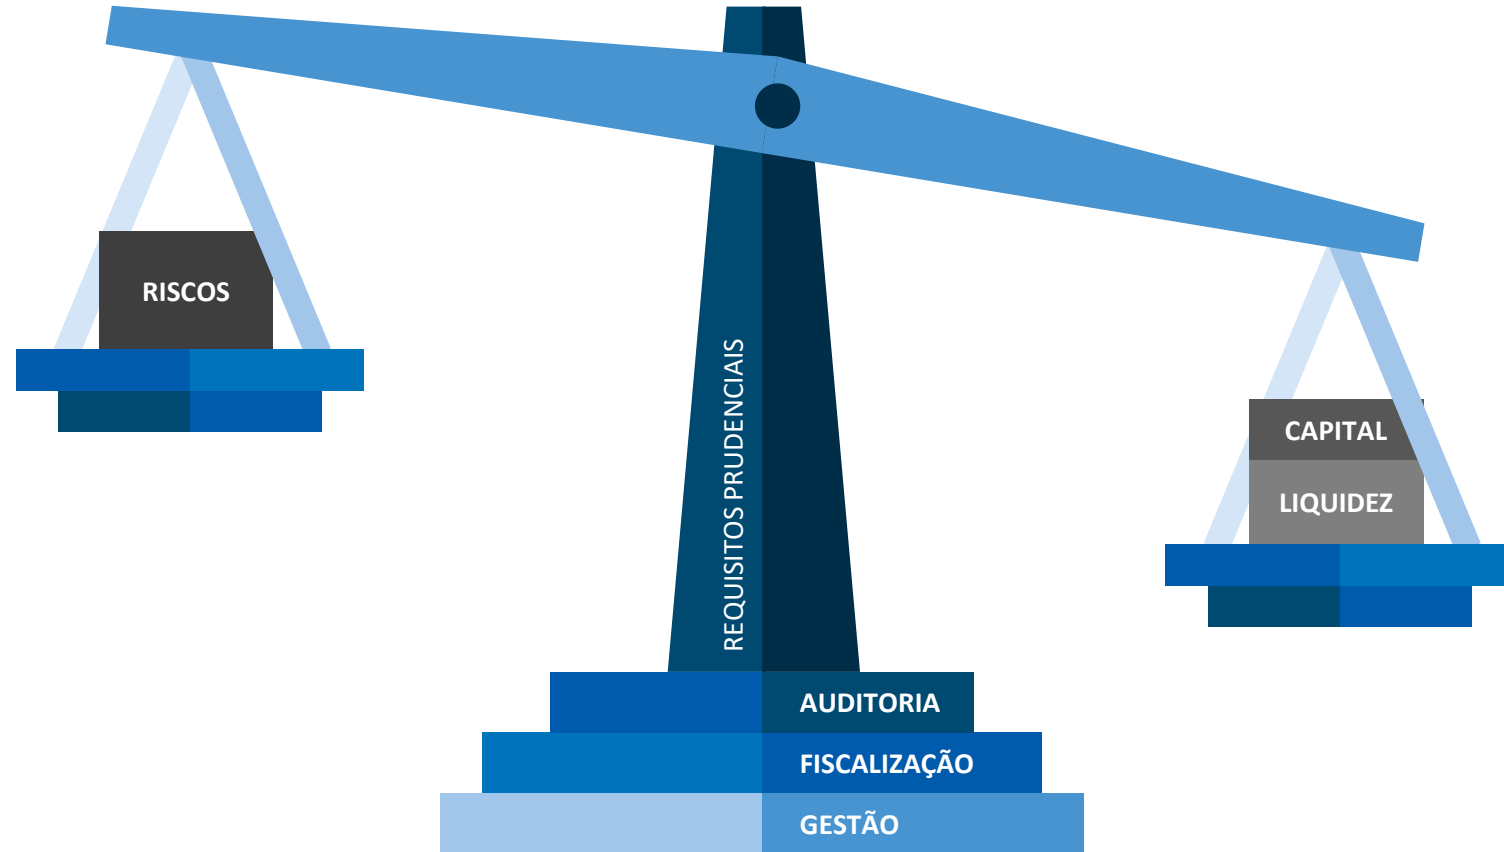 RISCOS
REQUISITOS PRUDENCIAIS
CAPITAL
LIQUIDEZ
AUDITORIA
FISCALIZAÇÃO
GESTÃO